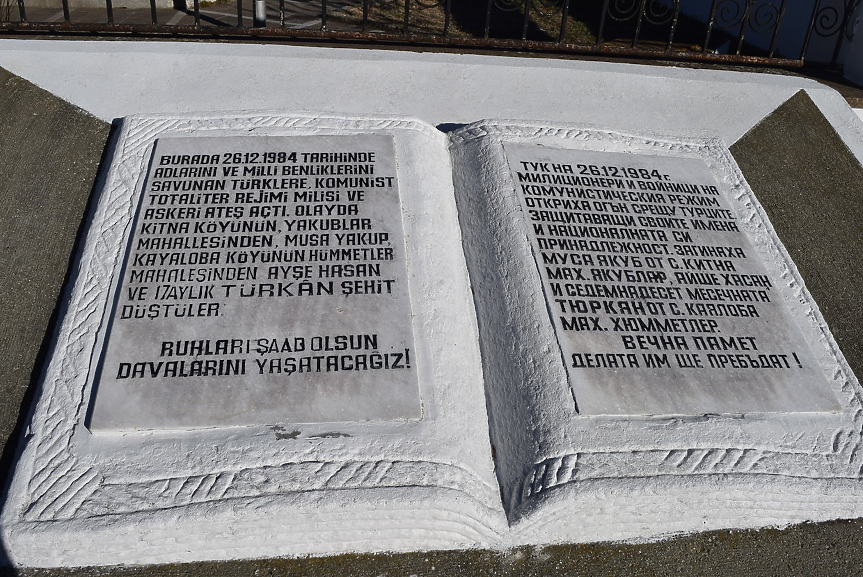 BURADA 26.12.1984 TARİHİNDE
ADLARINI VE MİLLİ BENLİKLERİNİ
SAVUNAN TÜRKLERE, KOMUNİST
TOTALİTER REJİMİ MİLİSİ VE
ASKERİ ATEŞ AÇTI. OLAYDA
KITNA KÖYÜNÜN, YAKUBLAR
MAHALLESİNDEN, MUSA YAKUP,
KAYALOBA KÖYÜNÜN HÜMMETLER
MAHALESİNDEN AYŞE HASAN
VE 17AYLIK TÜRKÂN ŞEHİT
DÜŞTÜLER.
RUHLARI ŞAAD OLSUN
DAVALARINI YAŞATACAĞIZ!
ТУК НА 26.12.1984г.
МИЛИЦИОНЕРИ И ВОЙНИЦИ НА
КОМУНИСТИЧЕСКИЯ РЕЖИМ
ОТКРИХА ОГЪН СРЕЩУ ТУРЦИТЕ
ЗАЩИТАВАЩИ СВОИТЕ ИМЕНА
И НАЦИОНАЛНАТА СИ
ПРИНАДЛЕЖНОСТ. ЗАГИНАХА
МУСА ЯКУБ ОТ С. КИТНА
МАХ. ЯКУБЛАР, АЙШЕ ХАСАН
И СЕДЕМНАДЕСЕТ МЕСЕЧНАТА
ТЮРКЯН ОТ С. КАЯЛОБА
МАХ. ХЮММЕТЛЕР.
ВЕЧНА ПАМЕТ
ДЕЛАТА ИМ ЩЕ ПРЕБЪДАТ!